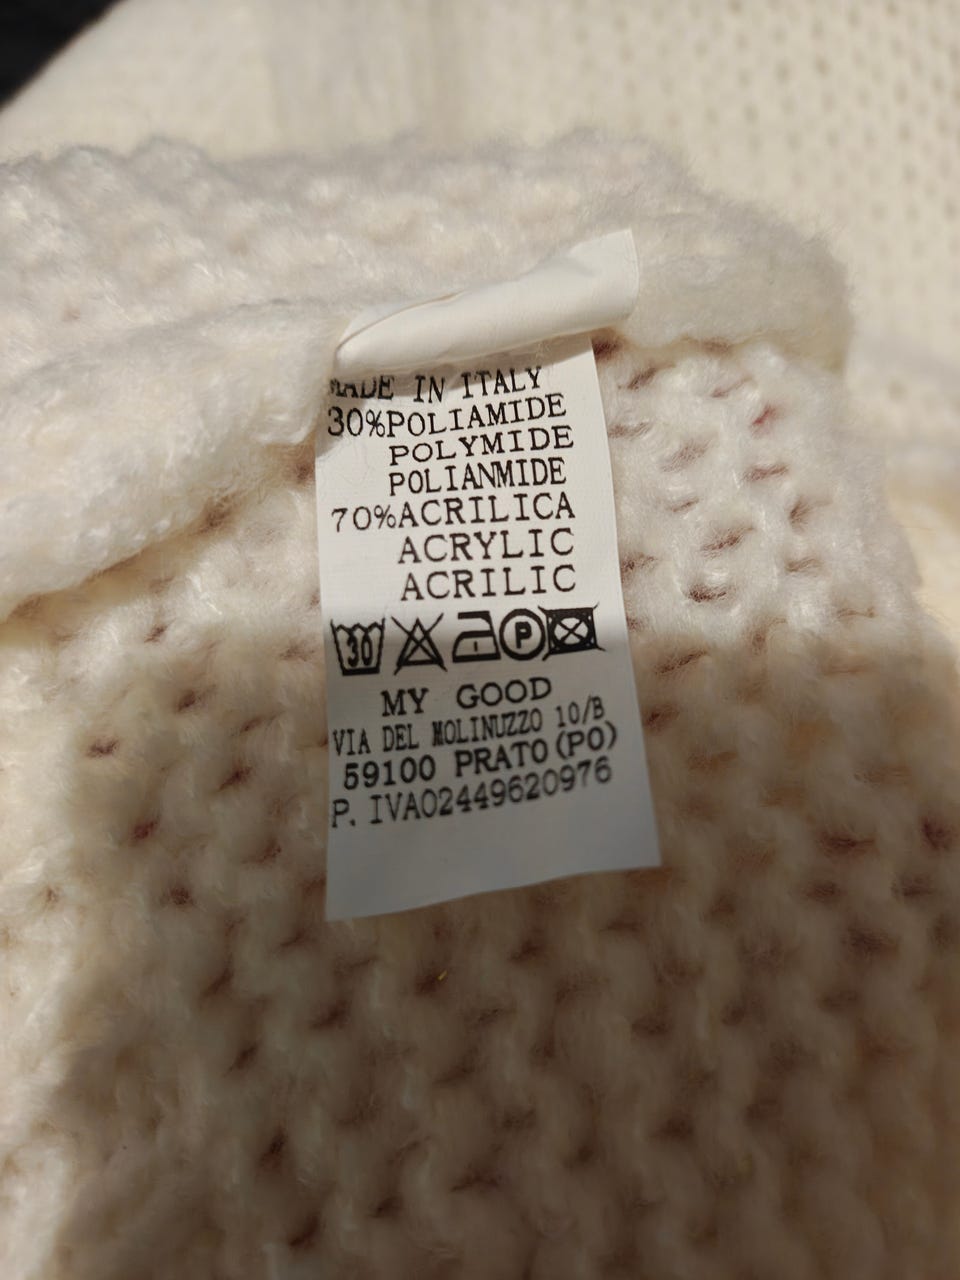 MADE IN ITALY
30%POLIAMIDE
POLYMIDE
POLIANMIDE
70%ACRILICA
ACRYLIC
ACRILIC
30 P
MY GOOD
VIA DEL MOLINUZZO 10/B
59100 PRATO(PO)
P. IVA02449620976